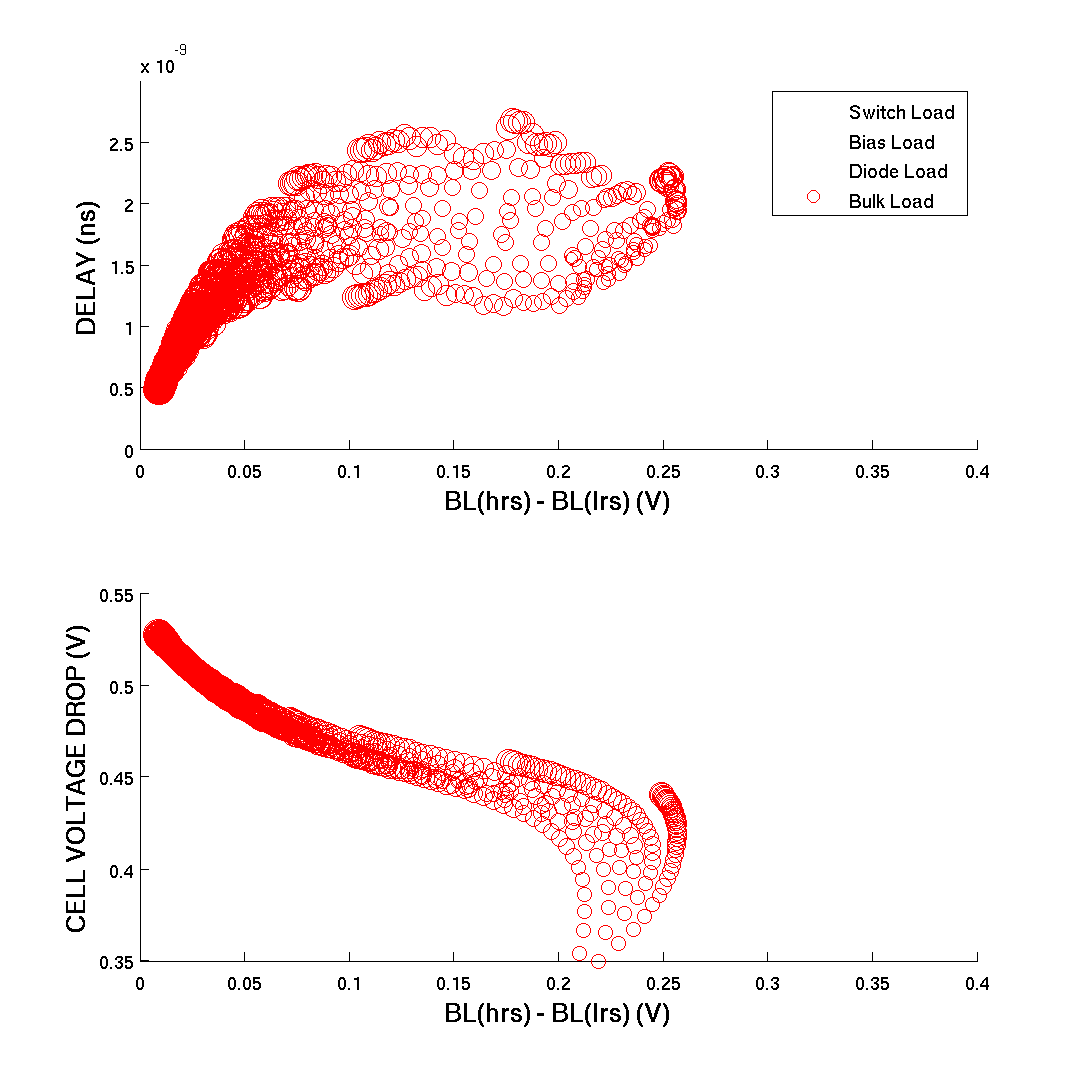 x 10^-9
2.5
2
1.5
1
0.5
0
DELAY (ns)
0 0.05 0.1 0.15 0.2 0.25 0.3 0.35 0.4
BL(hrs) - BL(lrs) (V)
Switch Load
Bias Load
Diode Load
Bulk Load
0.55
0.5
0.45
0.4
0.35
CELL VOLTAGE DROP (V)
0 0.05 0.1 0.15 0.2 0.25 0.3 0.35 0.4
BL(hrs) - BL(lrs) (V)